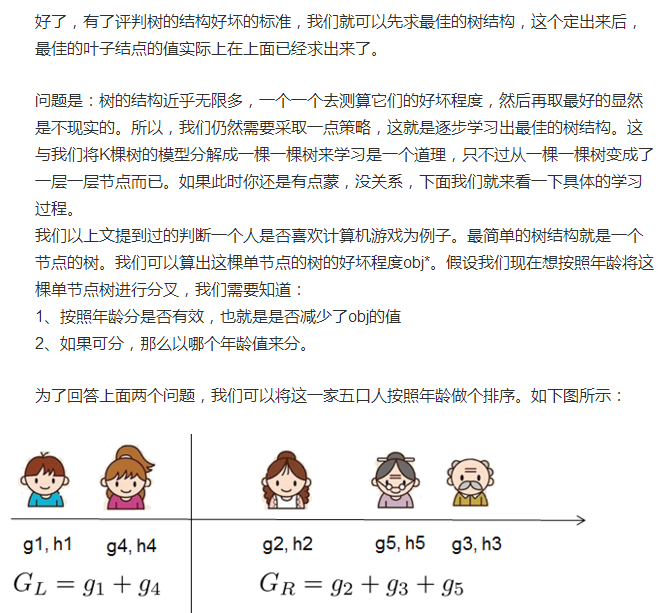 好了，有了评判树的结构好坏的标准，我们就可以先求最佳的树结构，这个定出来后，
最佳的叶子结点的值实际上在上面已经求出来了。
问题是：树的结构近乎无限多，一个一个去测算它们的好坏程度，然后再取最好的显然
是不现实的。所以，我们仍然需要采取一点策略，这就是逐步学习出最佳的树结构。这
与我们将K棵树的模型分解成一棵一棵树来学习是一个道理，只不过从一棵一棵树变成了
一层一层节点而已。如果此时你还是有点蒙，没关系，下面我们就来看一下具体的学习
过程。
我们以上文提到过的判断一个人是否喜欢计算机游戏为例子。最简单的树结构就是一个
节点的树。我们可以算出这棵单节点的树的好坏程度obj*。假设我们现在想按照年龄将这
棵单节点树进行分叉，我们需要知道：
1、按照年龄分是否有效，也就是是否减少了obj的值
2、如果可分，那么以哪个年龄值来分。
为了回答上面两个问题，我们可以将这一家五口人按照年龄做个排序。如下图所示：
g1, h1 g4, h4 g2, h2 g5, h5 g3, h3
G_L = g_1 + g_4 G_R = g_2 + g_3 + g_5